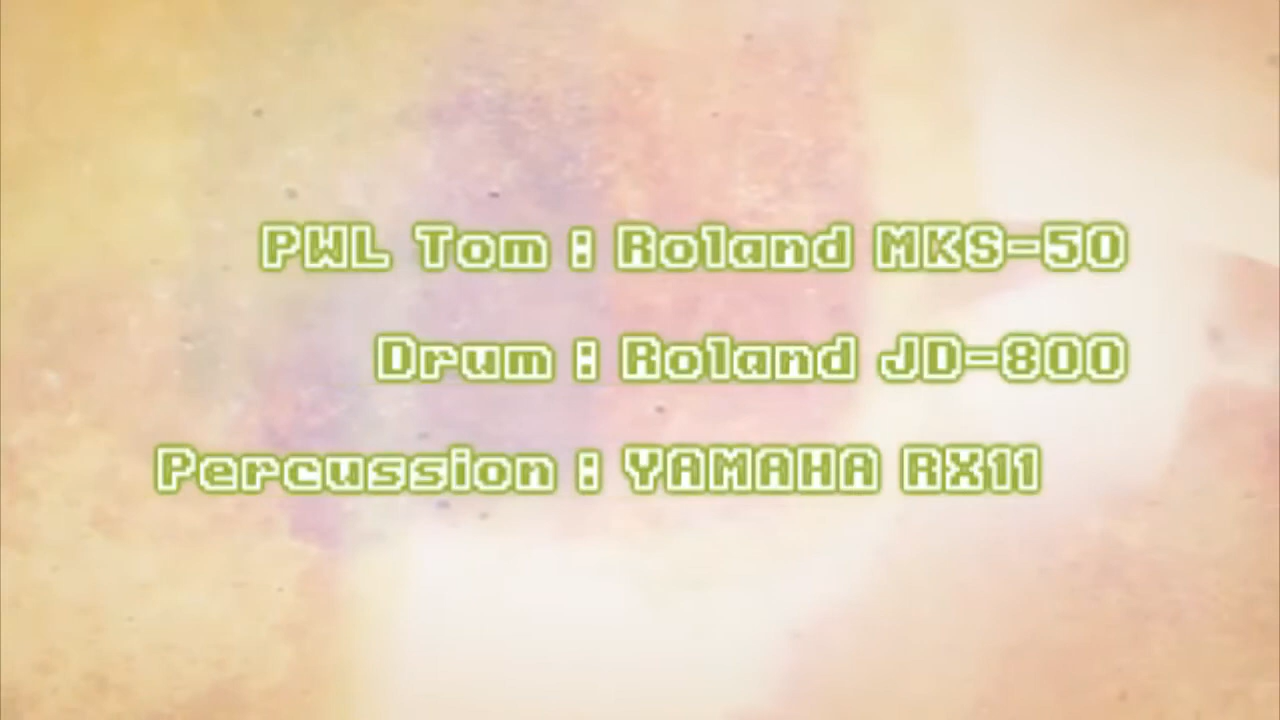 PWL Tom : Roland MKS-50
Drum : Roland JD-800
Percussion : YAMAHA RX11